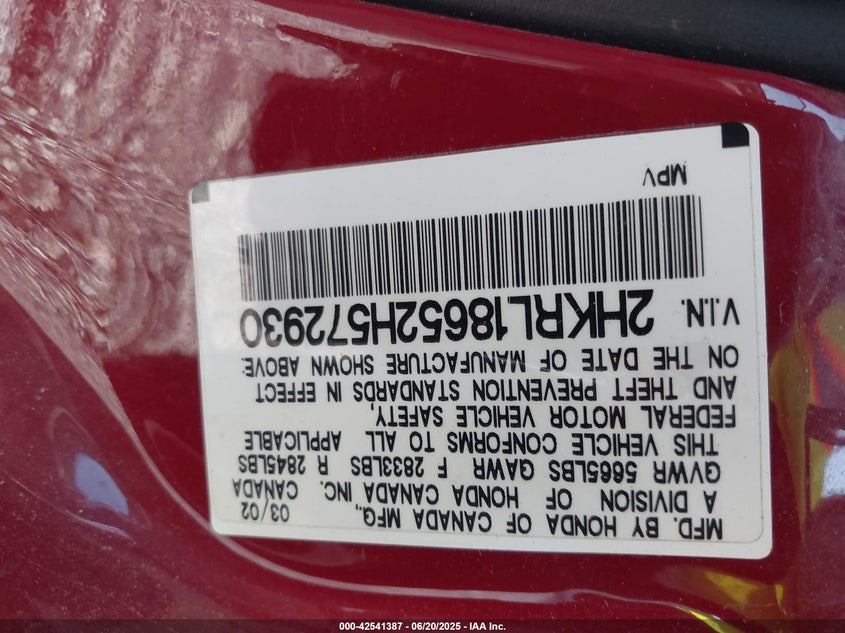 MFD. BY HONDA OF CANADA MFG., 03/02
A DIVISION OF HONDA CANADA INC. CANADA
GVWR 5665LBS GAWR F 2833LBS R 2845LBS
THIS VEHICLE CONFORMS TO ALL APPLICABLE
FEDERAL MOTOR VEHICLE SAFETY,
AND THEFT PREVENTION STANDARDS IN EFFECT
ON THE DATE OF MANUFACTURE SHOWN ABOVE.
V.I.N. 2HKRL18652H572930
MPV
000-42541387 - 06/20/2025 - IAA Inc.